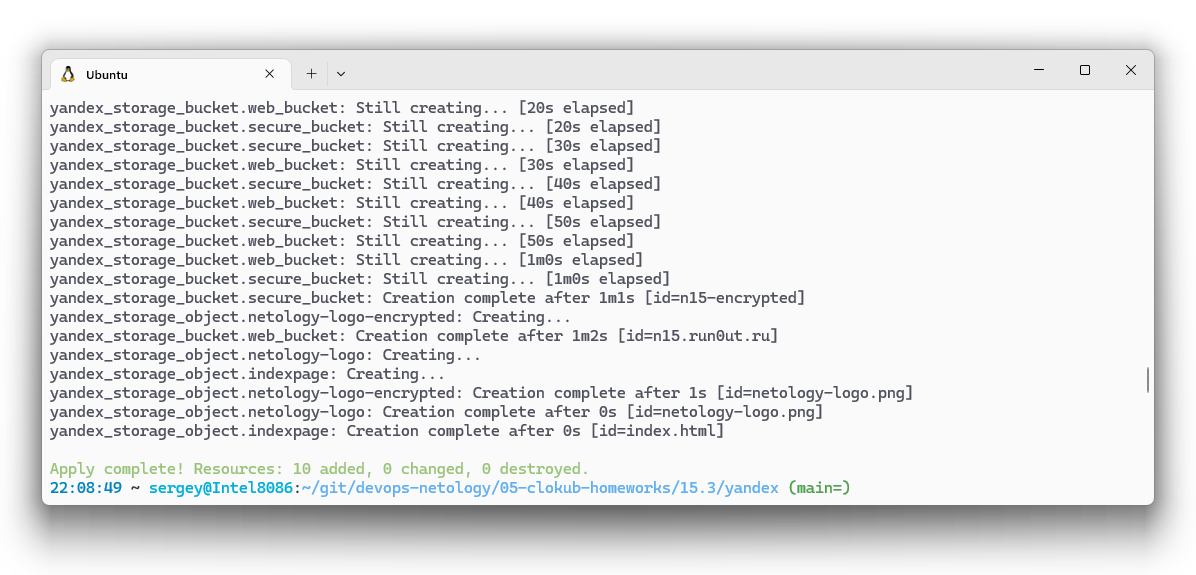 Ubuntu
yandex_storage_bucket.web_bucket: Still creating... [20s elapsed]
yandex_storage_bucket.secure_bucket: Still creating... [20s elapsed]
yandex_storage_bucket.secure_bucket: Still creating... [30s elapsed]
yandex_storage_bucket.web_bucket: Still creating... [30s elapsed]
yandex_storage_bucket.secure_bucket: Still creating... [40s elapsed]
yandex_storage_bucket.web_bucket: Still creating... [40s elapsed]
yandex_storage_bucket.secure_bucket: Still creating... [50s elapsed]
yandex_storage_bucket.web_bucket: Still creating... [50s elapsed]
yandex_storage_bucket.web_bucket: Still creating... [1m0s elapsed]
yandex_storage_bucket.secure_bucket: Still creating... [1m0s elapsed]
yandex_storage_bucket.secure_bucket: Creation complete after 1m1s [id=n15-encrypted]
yandex_storage_object.netology-logo-encrypted: Creating...
yandex_storage_bucket.web_bucket: Creation complete after 1m2s [id=n15.run0ut.ru]
yandex_storage_object.netology-logo: Creating...
yandex_storage_object.indexpage: Creating...
yandex_storage_object.netology-logo-encrypted: Creation complete after 1s [id=netology-logo.png]
yandex_storage_object.netology-logo: Creation complete after 0s [id=netology-logo.png]
yandex_storage_object.indexpage: Creation complete after 0s [id=index.html]
Apply complete! Resources: 10 added, 0 changed, 0 destroyed.
22:08:49 ~ sergey@Intel8086:~/git/devops-netology/05-clokub-homeworks/15.3/yandex (main=)